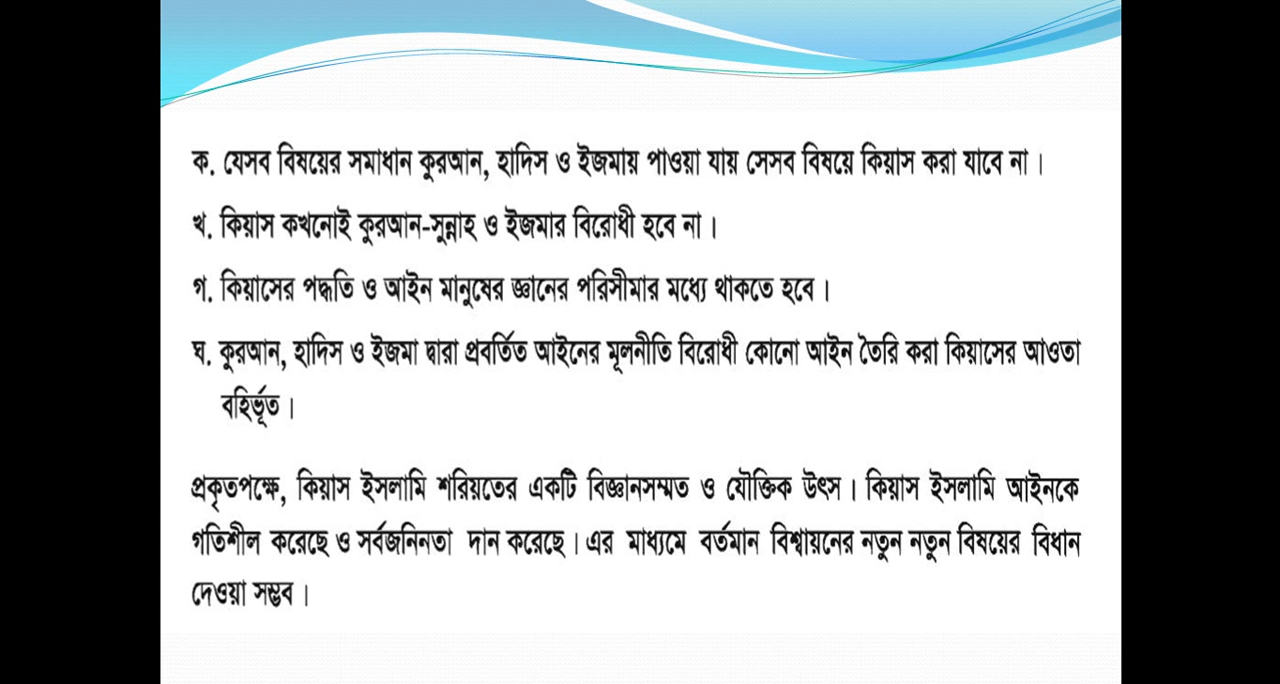 ক. যেসব বিষয়ের সমাধান কুরআন, হাদিস ও ইজমায় পাওয়া যায় সেসব বিষয়ে কিয়াস করা যাবে না।
খ. কিয়াস কখনোই কুরআন-সুন্নাহ ও ইজমার বিরোধী হবে না।
গ. কিয়াসের পদ্ধতি ও আইন মানুষের জ্ঞানের পরিসীমার মধ্যে থাকতে হবে।
ঘ. কুরআন, হাদিস ও ইজমা দ্বারা প্রবর্তিত আইনের মূলনীতি বিরোধী কোনো আইন তৈরি করা কিয়াসের আওতা
বহির্ভূত।
প্রকৃতপক্ষে, কিয়াস ইসলামি শরিয়তের একটি বিজ্ঞানসম্মত ও যৌক্তিক উৎস। কিয়াস ইসলামি আইনকে
গতিশীল করেছে ও সর্বজনিনতা দান করেছে। এর মাধ্যমে বর্তমান বিশ্বায়নের নতুন নতুন বিষয়ের বিধান
দেওয়া সম্ভব।